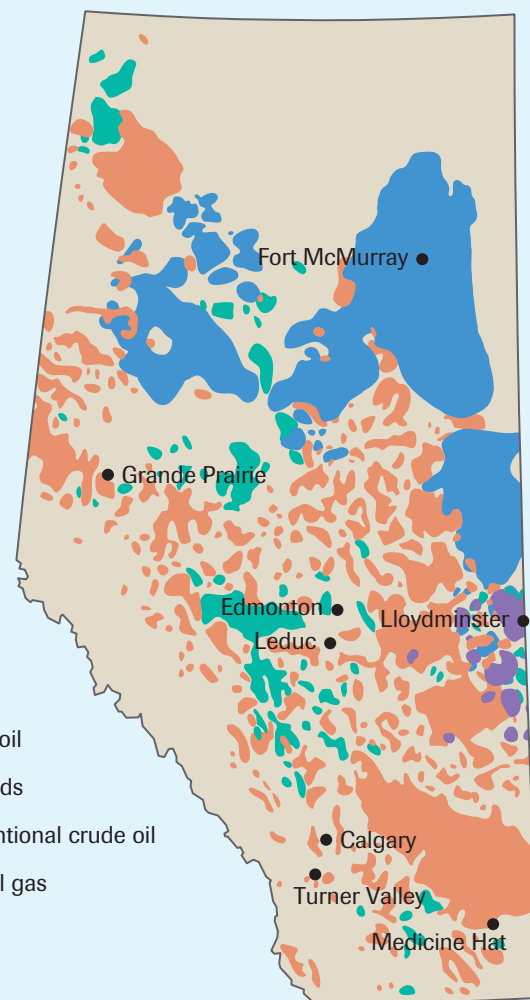 Fort McMurray
Grande Prairie
Edmonton
Lloydminster
Leduc
oil
ds
ntional crude oil
l gas
Calgary
Turner Valley
Medicine Hat